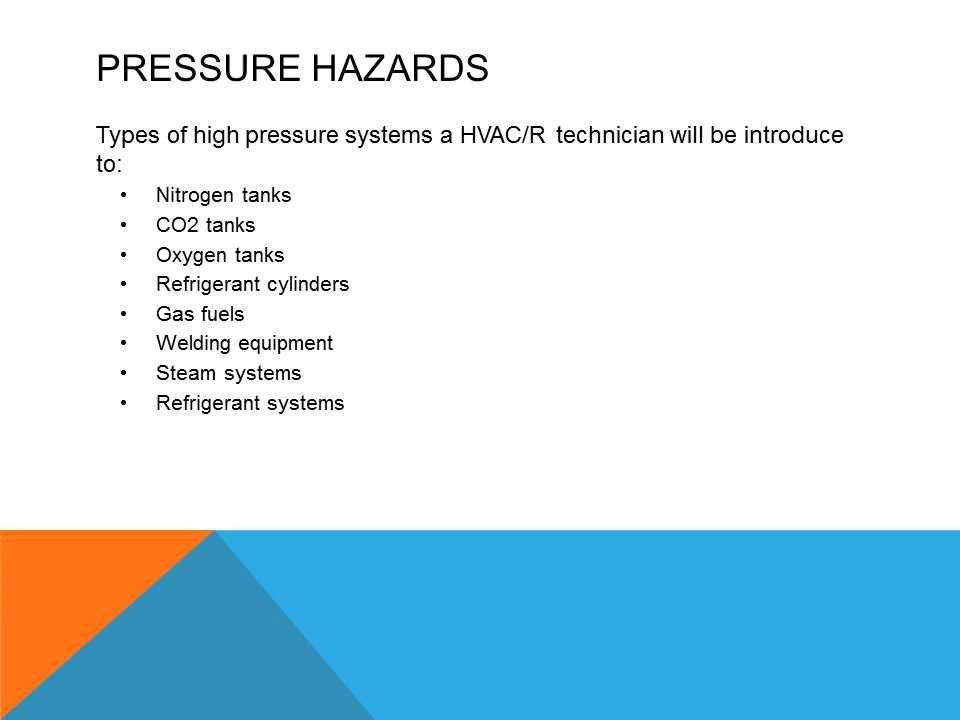 PRESSURE HAZARDS
Types of high pressure systems a HVAC/R technician will be introduce
to:
• Nitrogen tanks
• CO2 tanks
• Oxygen tanks
• Refrigerant cylinders
• Gas fuels
• Welding equipment
• Steam systems
• Refrigerant systems